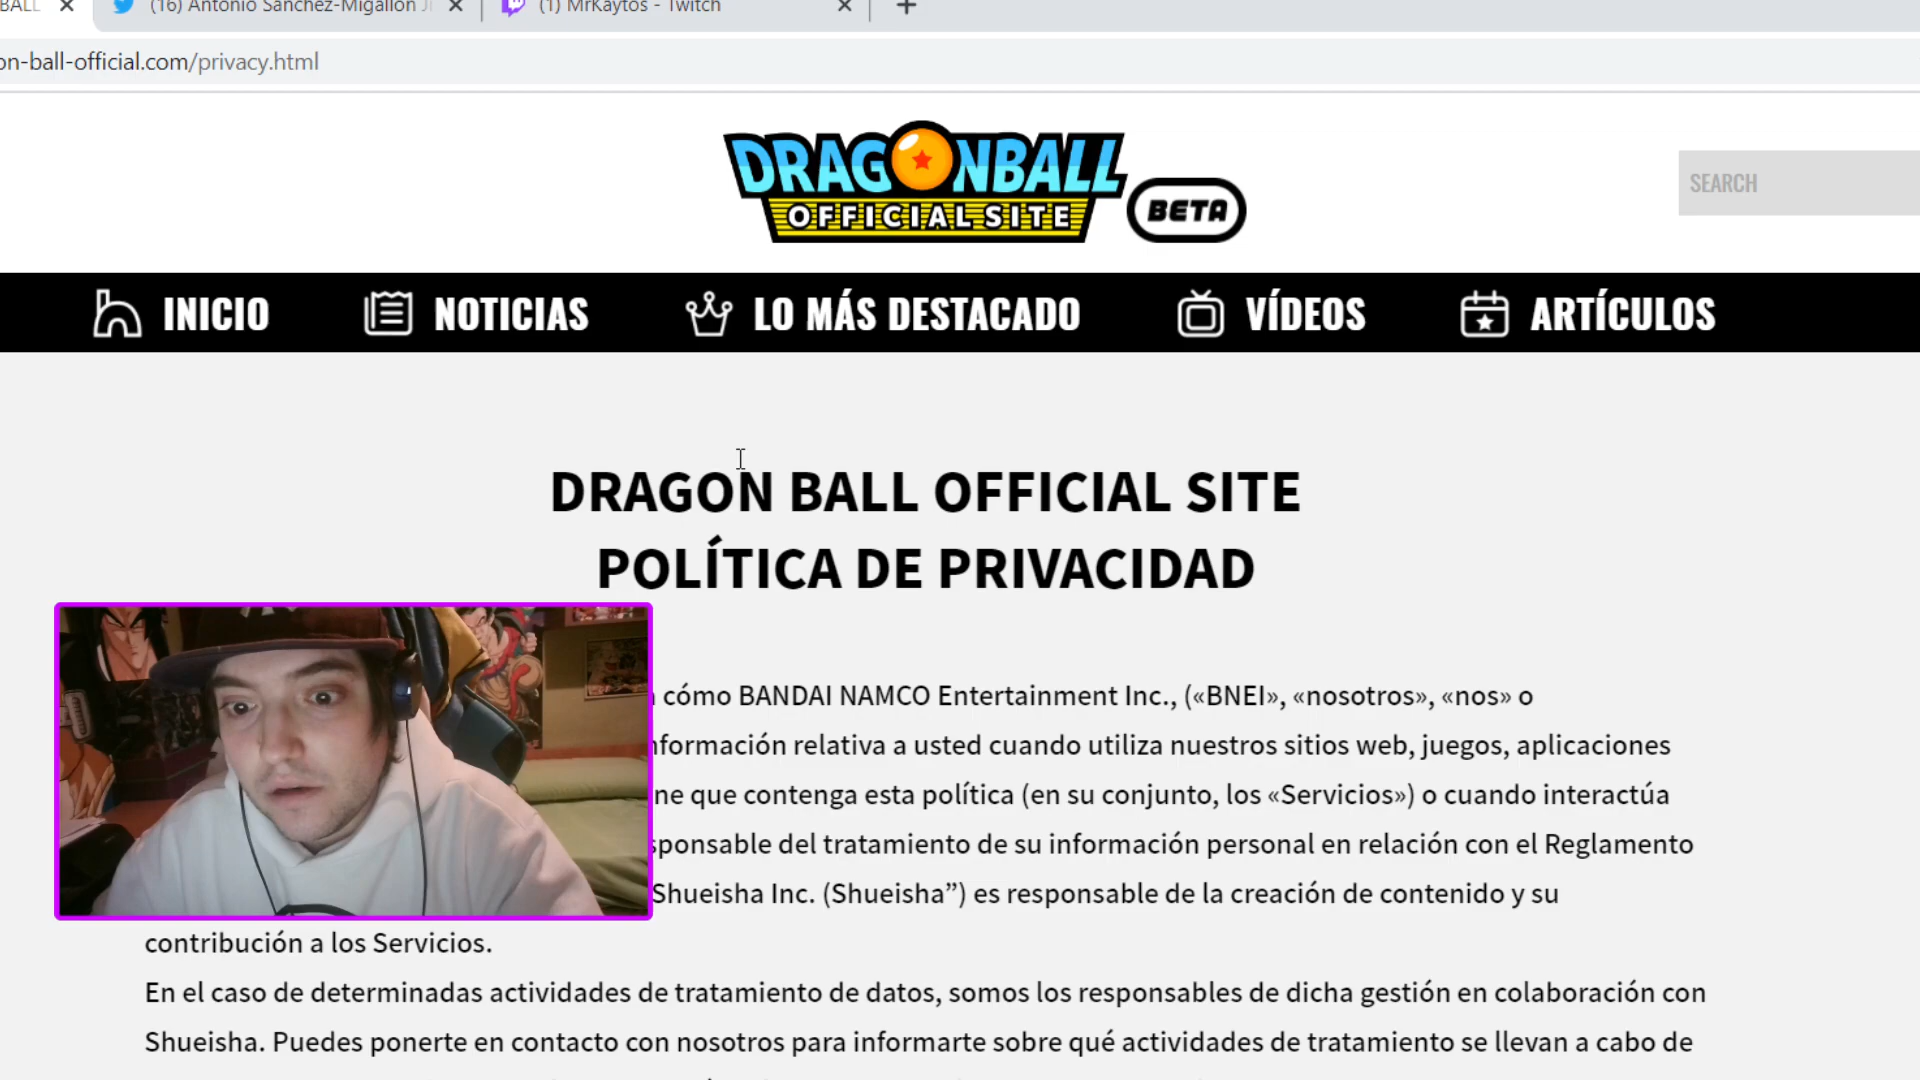 BALL
(16) Antonio Sánchez-Migallón
(1) MrKaytos - Twitch
on-ball-official.com/privacy.html
DRAGONBALL
OFFICIAL SITE
BETA
SEARCH
INICIO NOTICIAS LO MÁS DESTACADO VÍDEOS ARTÍCULOS
DRAGON BALL OFFICIAL SITE
POLÍTICA DE PRIVACIDAD
cómo BANDAI NAMCO Entertainment Inc., («BNEI», «nosotros», «nos» o
nformación relativa a usted cuando utiliza nuestros sitios web, juegos, aplicaciones
ne que contenga esta política (en su conjunto, los «Servicios») o cuando interactúa
sponsable del tratamiento de su información personal en relación con el Reglamento
Shueisha Inc. (Shueisha”) es responsable de la creación de contenido y su
contribución a los Servicios.
En el caso de determinadas actividades de tratamiento de datos, somos los responsables de dicha gestión en colaboración con
Shueisha. Puedes ponerte en contacto con nosotros para informarte sobre qué actividades de tratamiento se llevan a cabo de